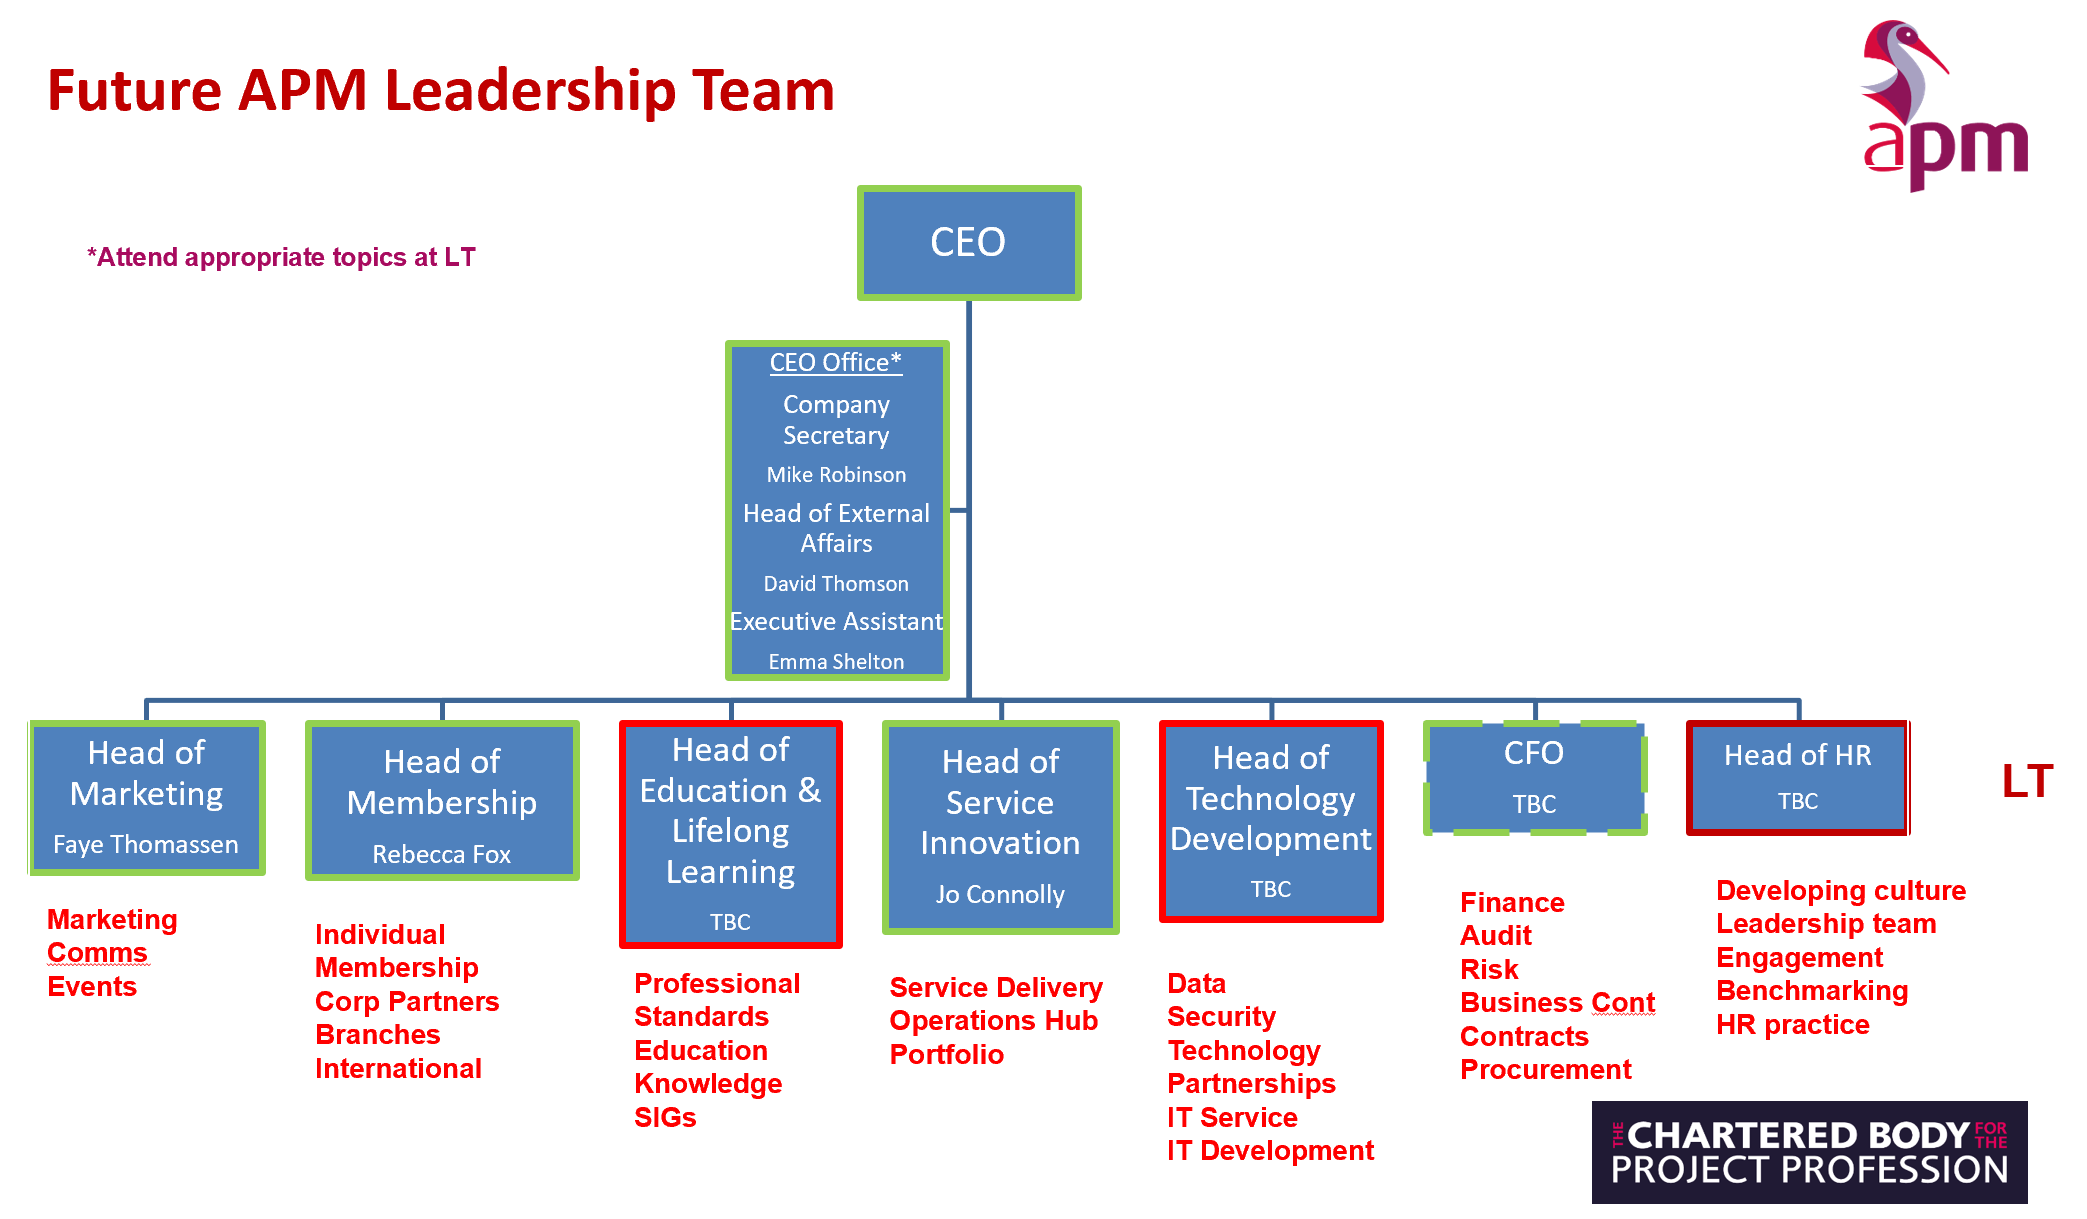 Future APM Leadership Team
apm
*Attend appropriate topics at LT
CEO
CEO Office*
Company
Secretary
Mike Robinson
Head of External
Affairs
David Thomson
Executive Assistant
Emma Shelton
Head of
Marketing
Faye Thomassen
Marketing
Comms
Events
Head of
Membership
Rebecca Fox
Individual
Membership
Corp Partners
Branches
International
Head of
Education &
Lifelong
Learning
TBC
Professional
Standards
Education
Knowledge
SIGs
Head of
Service
Innovation
Jo Connolly
Service Delivery
Operations Hub
Portfolio
Head of
Technology
Development
TBC
Data
Security
Technology
Partnerships
IT Service
IT Development
CFO
TBC
Finance
Audit
Risk
Business Cont
Contracts
Procurement
Head of HR
TBC
Developing culture
Leadership team
Engagement
Benchmarking
HR practice
LT
THE CHARTERED BODY FOR THE
PROJECT PROFESSION